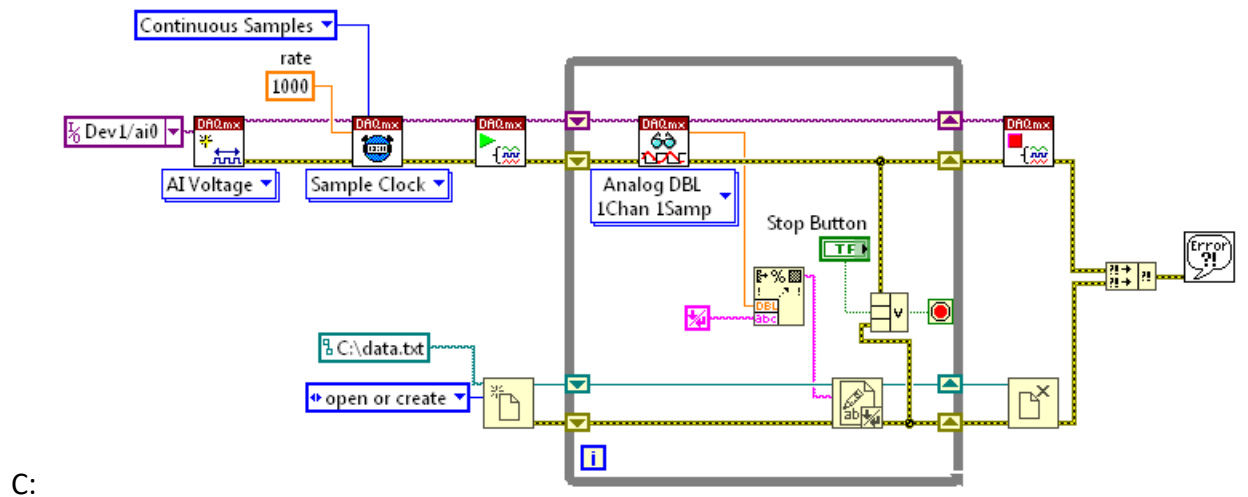 Continuous Samples
rate
1000
Dev1/ai0
DAQmx
DAQmx
DAQmx
DAQmx
DAQmx
AI Voltage
Sample Clock
Analog DBL
1Chan 1Samp
Stop Button
TF
%
DBL
abc
V
Error
?!
?!
?!
?!
C:\data.txt
open or create
ab
i
C: